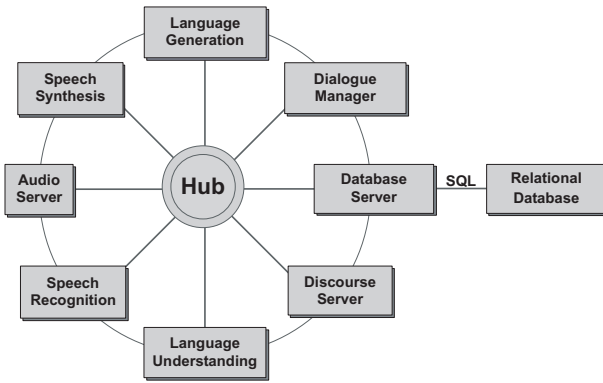 Language
Generation
Speech
Synthesis
Dialogue
Manager
Audio
Server
Hub
Database
Server
SQL
Relational
Database
Speech
Recognition
Discourse
Server
Language
Understanding